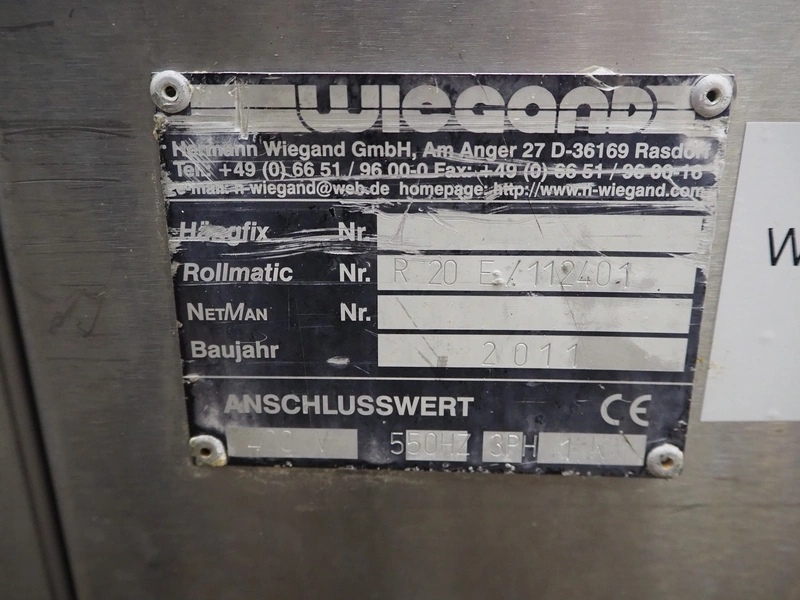 WIEGAND
Hermann Wiegand GmbH, Am Anger 27 D-36169 Rasdorf
Tel.: +49 (0) 66 51 / 96 00-0 Fax: +49 (0) 66 51 / 96 00-10
e-mail: h-wiegand@web.de homepage: http://www.h-wiegand.com
Hängfix Nr.
Rollmatic Nr. R 20 E/112401
NETMAN Nr.
Baujahr 2011
ANSCHLUSSWERT CE
550HZ 3PH
W